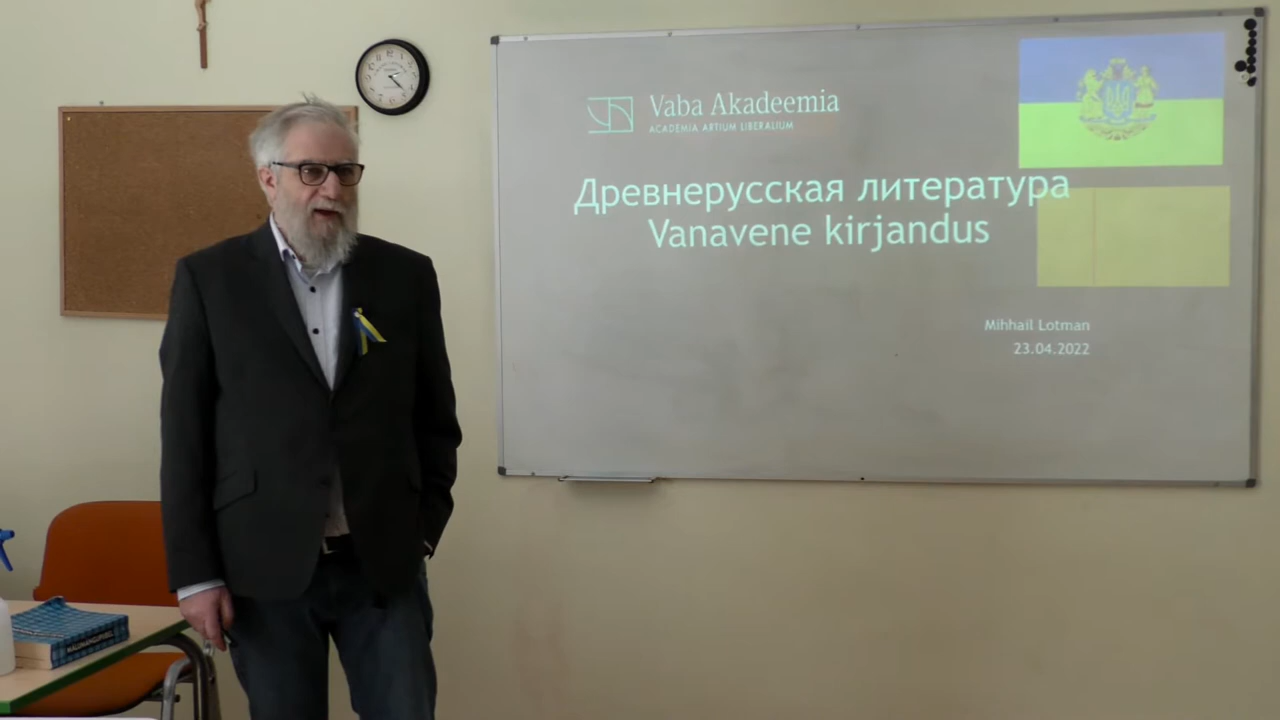 Vaba Akadeemia
ACADEMIA ARTIUM LIBERALIUM
Древнерусская литература
Vanavene kirjandus
Mihhail Lotman
23.04.2022